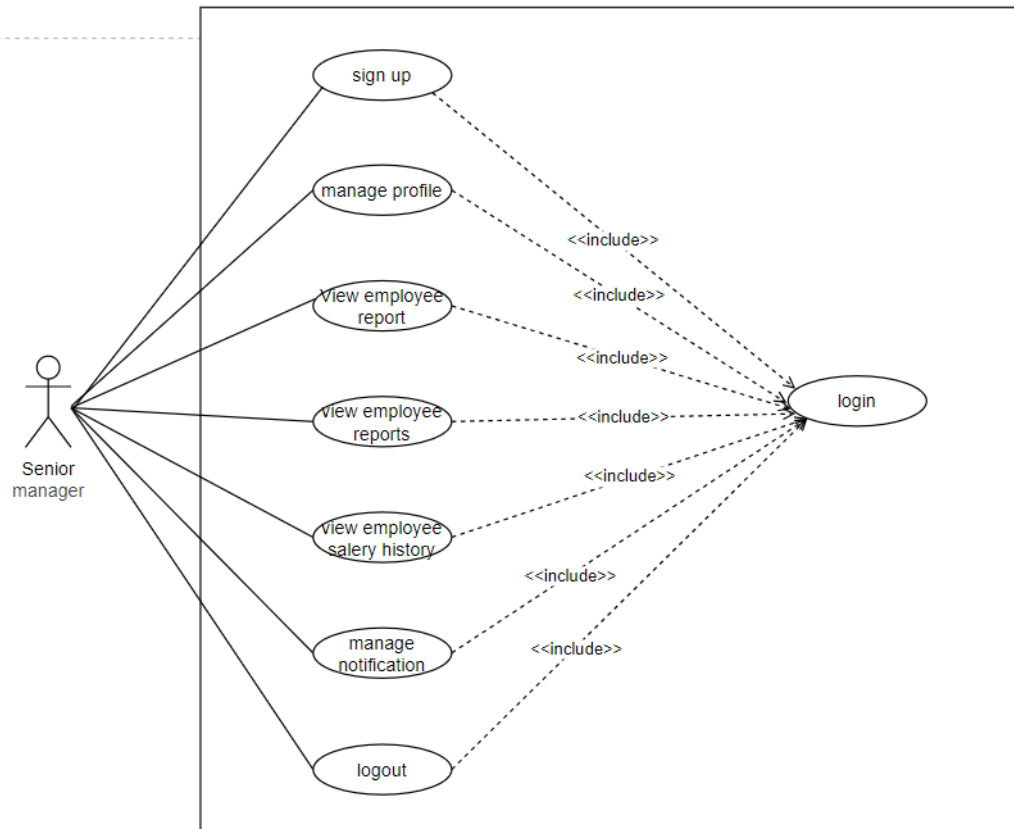 sign up
manage profile
<<include>>
<<include>>
View employee
report
<<include>>
login
view employee
reports
<<include>>
Senior
manager
<<include>>
view employee
salery history
<<include>>
manage
notification
<<include>>
logout